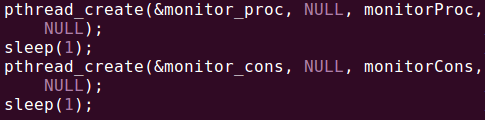 pthread_create(&monitor_proc, NULL, monitorProc,
NULL);
sleep(1);
pthread_create(&monitor_cons, NULL, monitorCons,
NULL);
sleep(1);